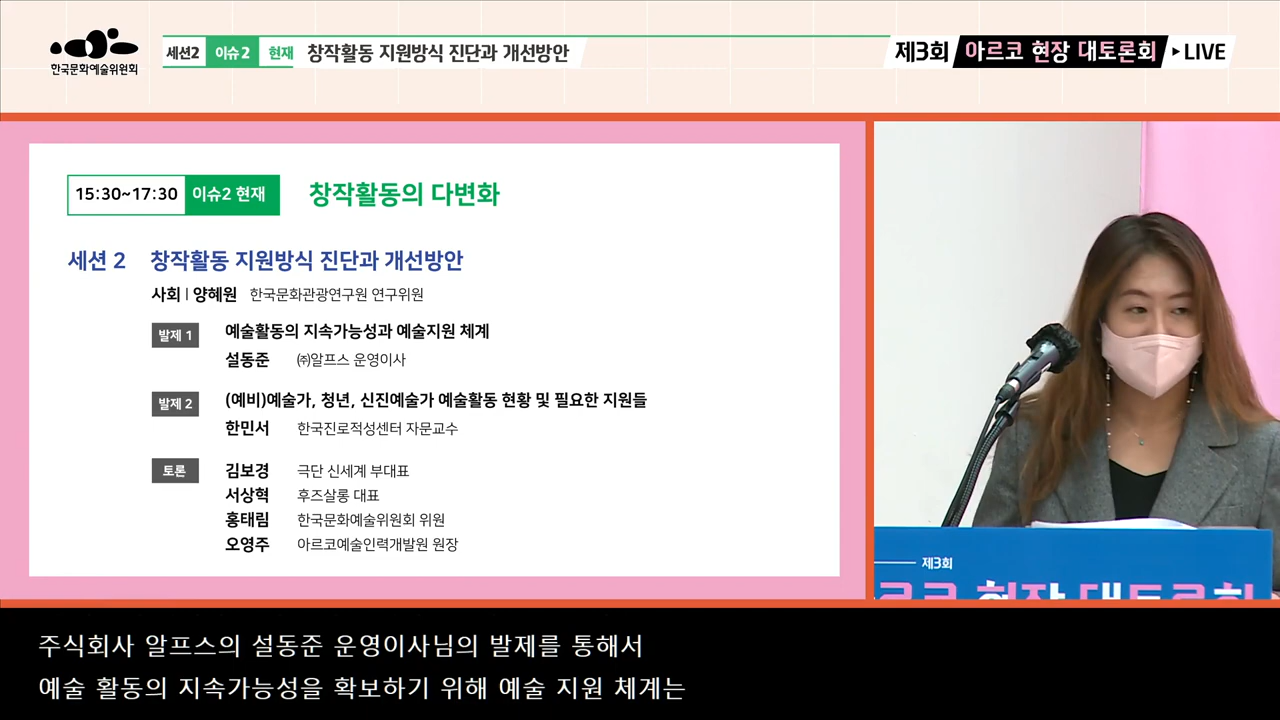 한국문화예술위원회
세션2 이슈 2 현재 창작활동 지원방식 진단과 개선방안
제3회 아르코 현장 대토론회 ▸LIVE
15:30~17:30 이슈2 현재 창작활동의 다변화
세션 2 창작활동 지원방식 진단과 개선방안
사회 | 양혜원 한국문화관광연구원 연구위원
발제 1 예술활동의 지속가능성과 예술지원 체계
설동준 ㈜알프스 운영이사
발제 2 (예비)예술가, 청년, 신진예술가 예술활동 현황 및 필요한 지원들
한민서 한국진로적성센터 자문교수
토론 김보경 극단 신세계 부대표
서상혁 후즈살롱 대표
홍태림 한국문화예술위원회 위원
오영주 아르코예술인력개발원 원장
제3회
르코 현장 대토론회
주식회사 알프스의 설동준 운영이사님의 발제를 통해서
예술 활동의 지속가능성을 확보하기 위해 예술 지원 체계는